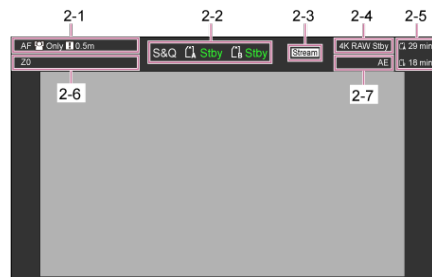 2-1 2-2 2-3 2-4 2-5
AF Only 0.5m S&Q A Stby B Stby Stream 4K RAW Stby A 29 min
Z0 AE B 18 min
2-6 2-7